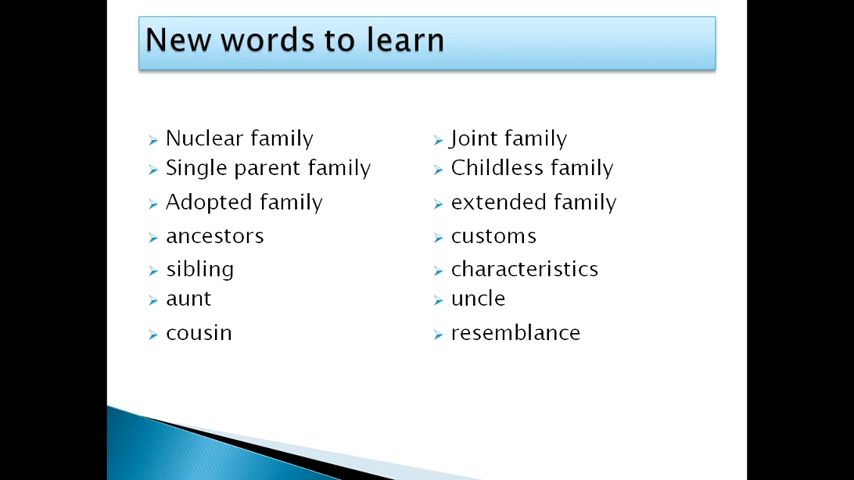 New words to learn
Nuclear family
Single parent family
Adopted family
ancestors
sibling
aunt
cousin
Joint family
Childless family
extended family
customs
characteristics
uncle
resemblance